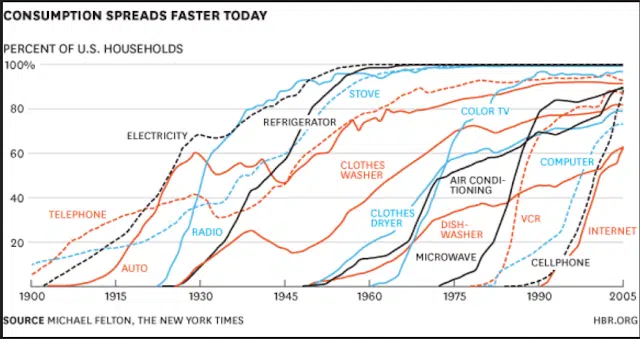 CONSUMPTION SPREADS FASTER TODAY
PERCENT OF U.S. HOUSEHOLDS
100%
80
60
40
20
STOVE
REFRIGERATOR
ELECTRICITY
COLOR TV
CLOTHES
WASHER
COMPUTER
AIR CONDI-
TIONING
TELEPHONE
RADIO
CLOTHES
DRYER
DISH-
WASHER
VCR
INTERNET
AUTO
MICROWAVE
CELLPHONE
1900
1915
1930
1945
1960
1975
1990
2005
SOURCE MICHAEL FELTON, THE NEW YORK TIMES
HBR.ORG